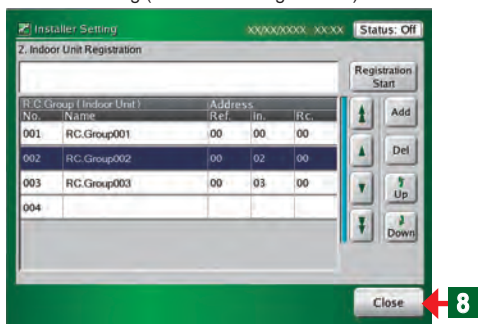 Installer Setting XX/XX/XXXX XX:XX Status: Off
2. Indoor Unit Registration
Registration Start
R.C.Group ( Indoor Unit ) Address
No. Name Ref. In. Rc.
001 RC.Group001 00 00 00
002 RC.Group002 00 02 00
003 RC.Group003 00 03 00
004
Add
Del
Up
Down
Close 8